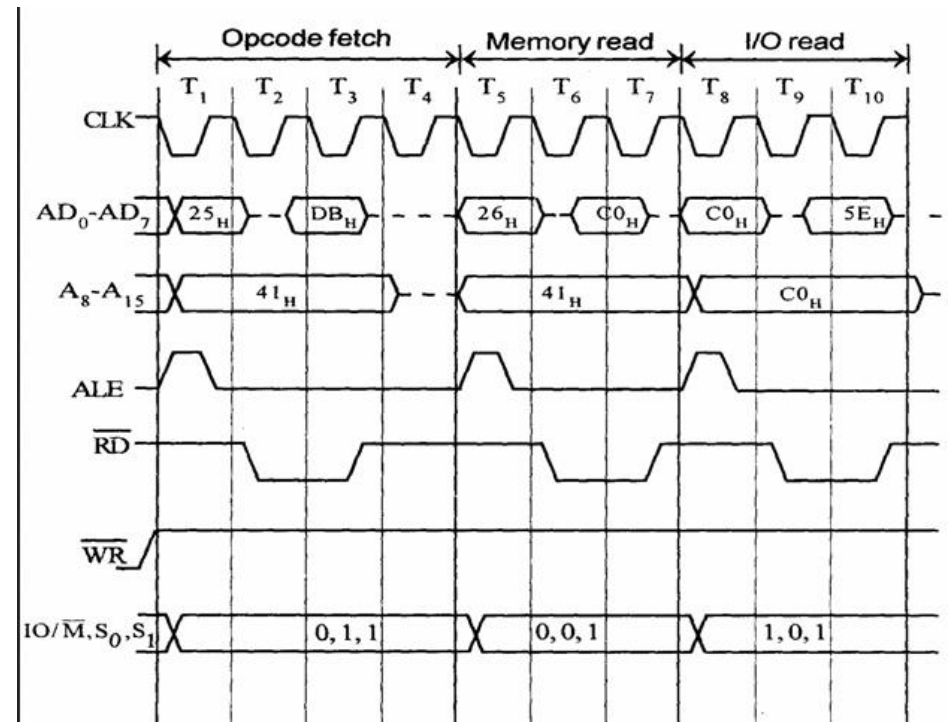 Opcode fetch Memory read I/O read
T₁ T₂ T₃ T₄ T₅ T₆ T₇ T₈ T₉ T₁₀
CLK
AD₀-AD₇ 25H DBH 26H C0H C0H 5EH
A₈-A₁₅ 41H 41H C0H
ALE
R̅D̅
W̅R̅
IO/M̅,S₀,S₁ 0,1,1 0,0,1 1,0,1